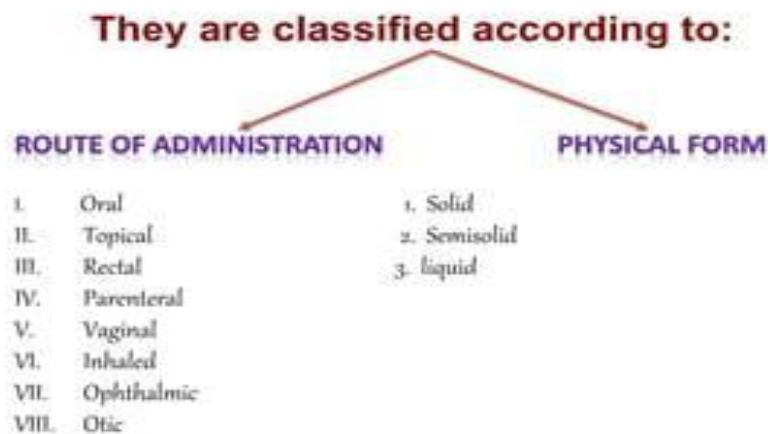 They are classified according to:
ROUTE OF ADMINISTRATION
I. Oral
II. Topical
III. Rectal
IV. Parenteral
V. Vaginal
VI. Inhaled
VII. Ophthalmic
VIII. Otic
PHYSICAL FORM
1. Solid
2. Semisolid
3. liquid